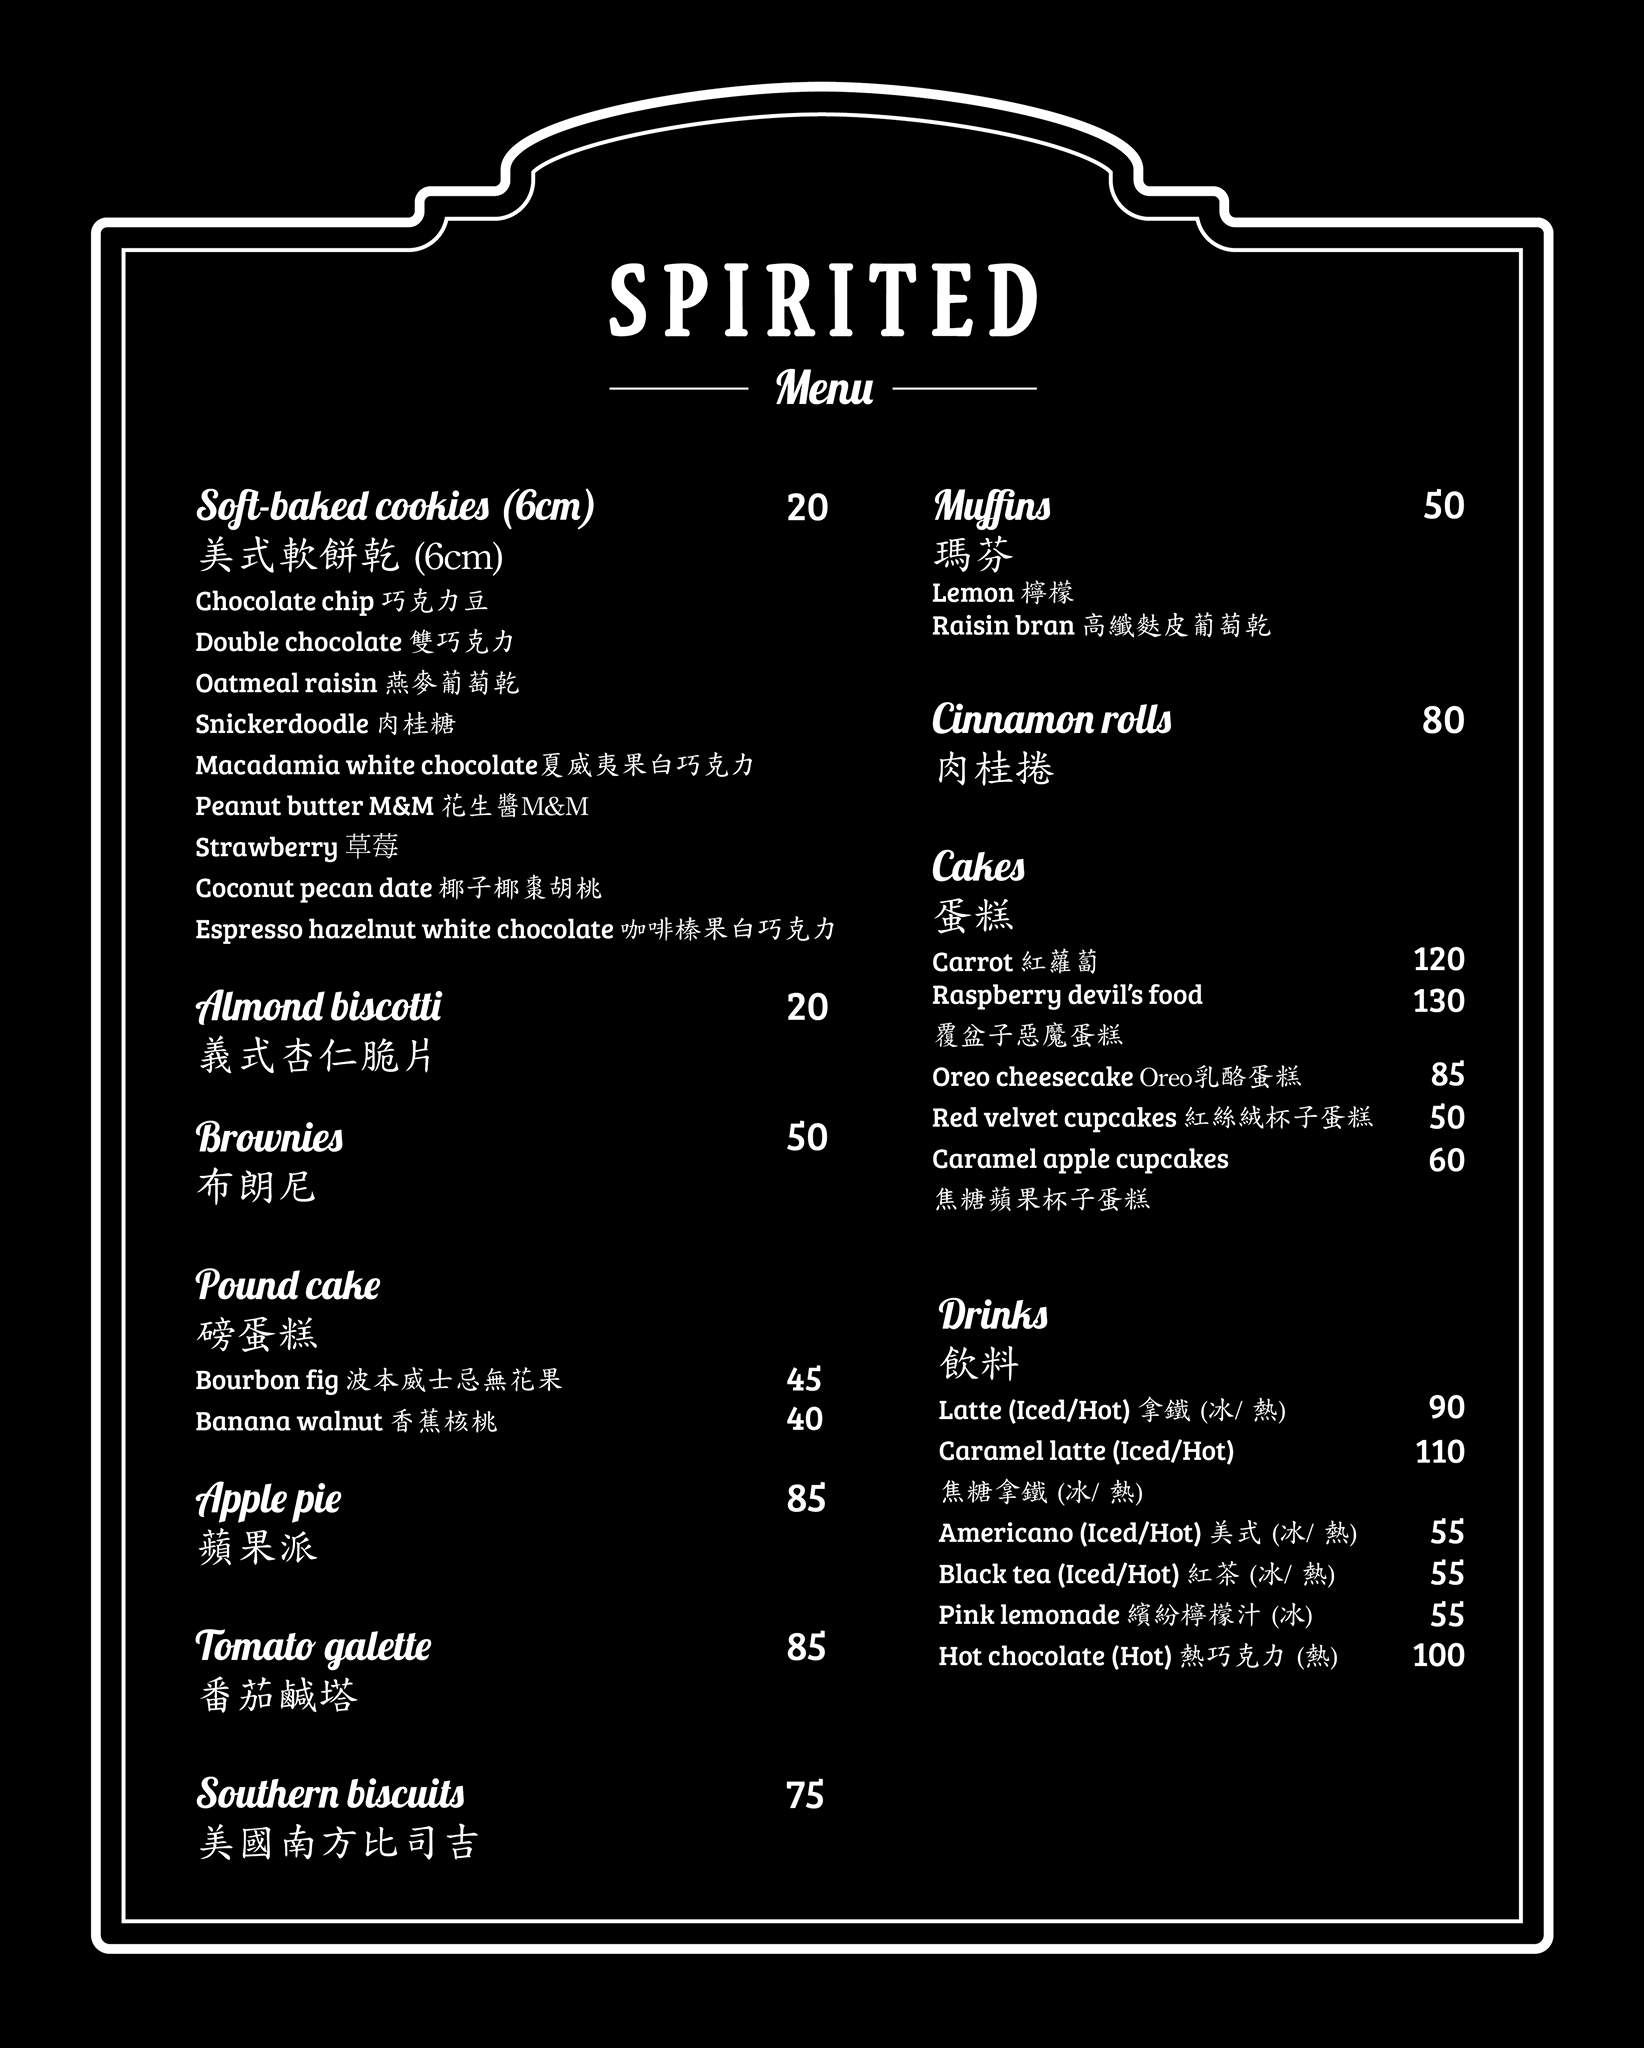 SPIRITED
Menu
Soft-baked cookies (6cm) 20
美式軟餅乾 (6cm)
Chocolate chip 巧克力豆
Double chocolate 雙巧克力
Oatmeal raisin 燕麥葡萄乾
Snickerdoodle 肉桂糖
Macadamia white chocolate夏威夷果白巧克力
Peanut butter M&M 花生醬M&M
Strawberry 草莓
Coconut pecan date 椰子椰棗胡桃
Espresso hazelnut white chocolate 咖啡榛果白巧克力
Almond biscotti 20
義式杏仁脆片
Brownies 50
布朗尼
Pound cake
磅蛋糕
Bourbon fig 波本威士忌無花果 45
Banana walnut 香蕉核桃 40
Apple pie 85
蘋果派
Tomato galette 85
番茄鹹塔
Southern biscuits 75
美國南方比司吉
Muffins 50
瑪芬
Lemon 檸檬
Raisin bran 高纖麩皮葡萄乾
Cinnamon rolls 80
肉桂捲
Cakes
蛋糕
Carrot 紅蘿蔔 120
Raspberry devil's food 130
覆盆子惡魔蛋糕
Oreo cheesecake Oreo乳酪蛋糕 85
Red velvet cupcakes 紅絲絨杯子蛋糕 50
Caramel apple cupcakes 60
焦糖蘋果杯子蛋糕
Drinks
飲料
Latte (Iced/Hot) 拿鐵 (冰/ 熱) 90
Caramel latte (Iced/Hot) 110
焦糖拿鐵 (冰/ 熱)
Americano (Iced/Hot) 美式 (冰/ 熱) 55
Black tea (Iced/Hot) 紅茶 (冰/ 熱) 55
Pink lemonade 繽紛檸檬汁 (冰) 55
Hot chocolate (Hot) 熱巧克力 (熱) 100